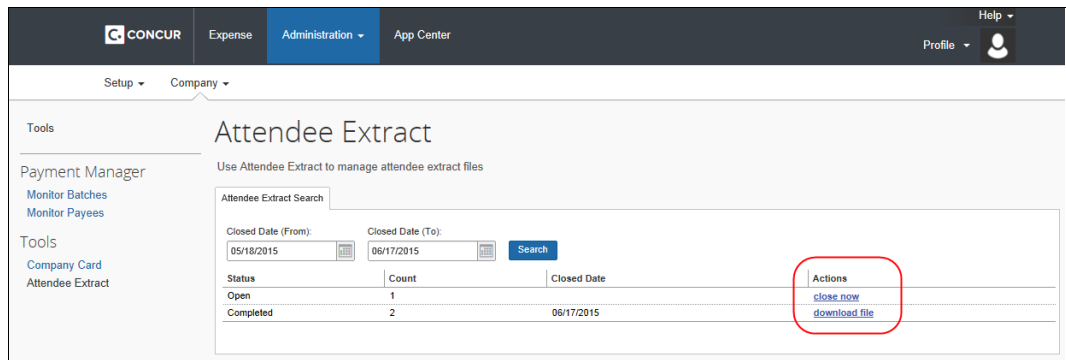 Help
C. CONCUR Expense Administration App Center
Profile
Setup Company
Tools
Attendee Extract
Use Attendee Extract to manage attendee extract files
Payment Manager
Monitor Batches
Monitor Payees
Tools
Company Card
Attendee Extract
Attendee Extract Search
Closed Date (From): Closed Date (To):
05/18/2015 06/17/2015 Search
Status Count Closed Date Actions
Open 1 close now
Completed 2 06/17/2015 download file